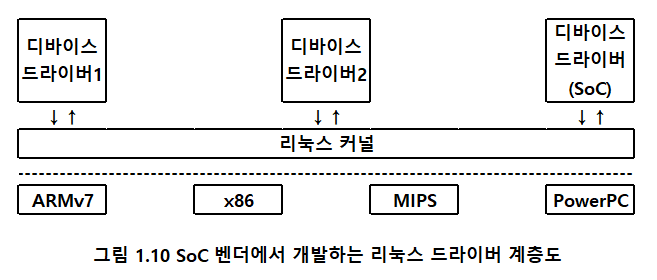 디바이스
드라이버1
디바이스
드라이버2
디바이스
드라이버
(SoC)
↓ ↑
↓ ↑
↓ ↑
리눅스 커널
ARMv7
x86
MIPS
PowerPC
그림 1.10 SoC 벤더에서 개발하는 리눅스 드라이버 계층도